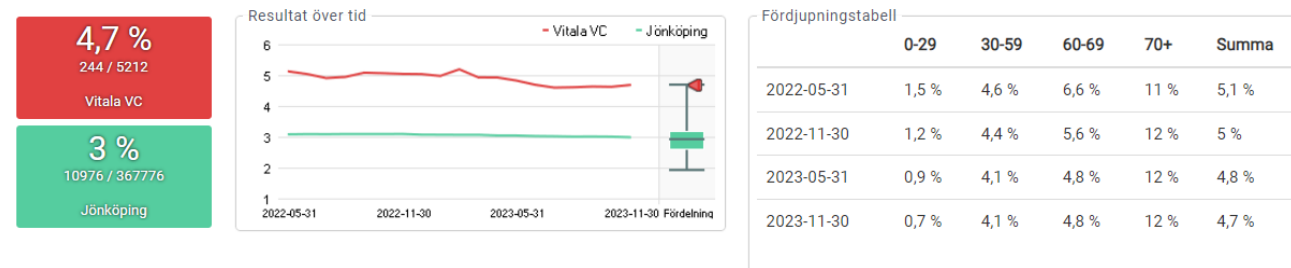 4,7 %
244 / 5212
Vitala VC
3 %
10976 / 367776
Jönköping
Resultat över tid
Vitala VC Jönköping
6
5
4
3
2
1
2022-05-31 2022-11-30 2023-05-31 2023-11-30 Fördelning
Fördjupningstabell
0-29 30-59 60-69 70+ Summa
2022-05-31 1,5 % 4,6 % 6,6 % 11 % 5,1 %
2022-11-30 1,2 % 4,4 % 5,6 % 12 % 5 %
2023-05-31 0,9 % 4,1 % 4,8 % 12 % 4,8 %
2023-11-30 0,7 % 4,1 % 4,8 % 12 % 4,7 %